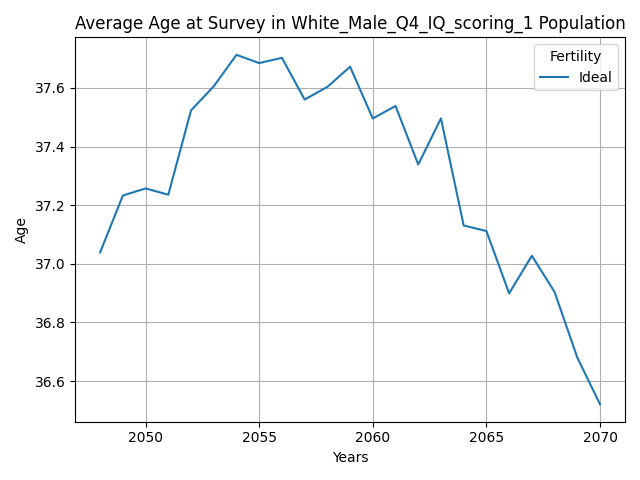 Average Age at Survey in White_Male_Q4_IQ_scoring_1 Population
Fertility
Ideal
37.6
37.4
37.2
37.0
36.8
36.6
Age
2050 2055 2060 2065 2070
Years